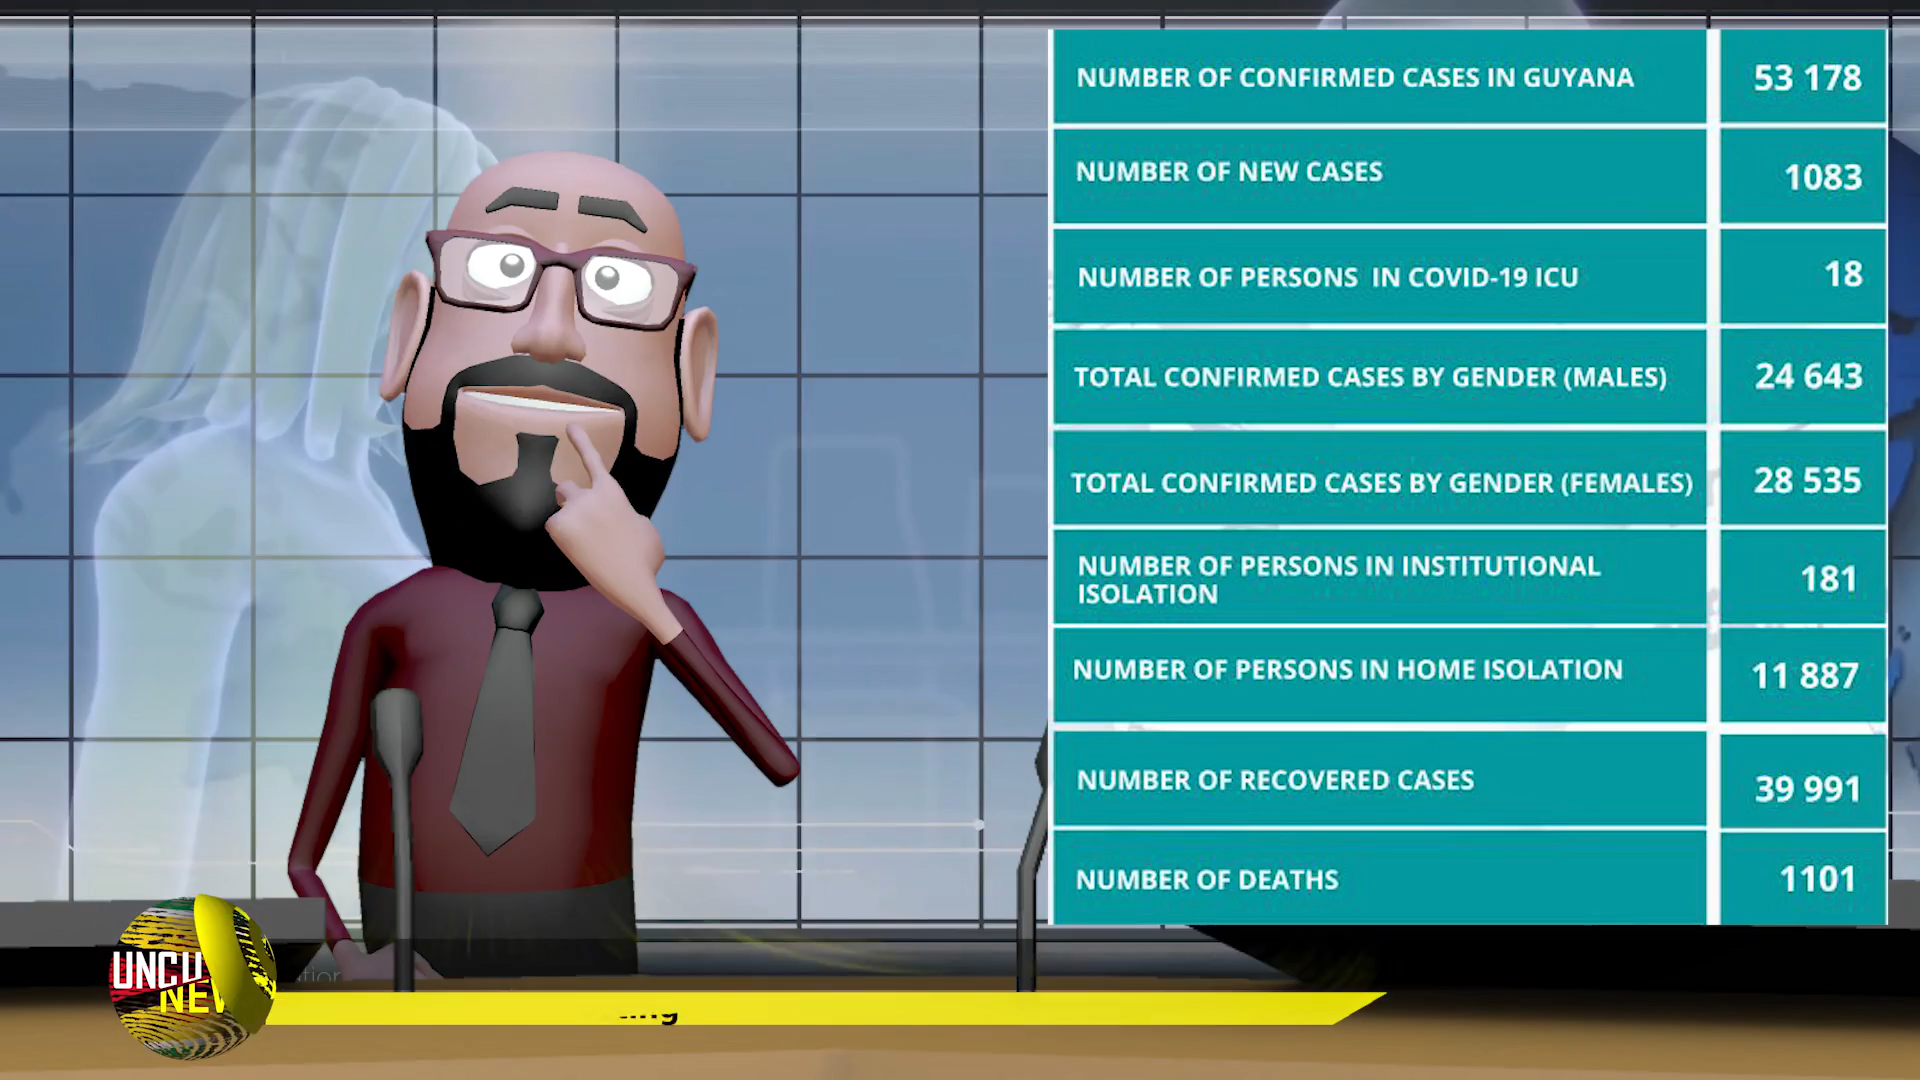 NUMBER OF CONFIRMED CASES IN GUYANA 53 178
NUMBER OF NEW CASES 1083
NUMBER OF PERSONS IN COVID-19 ICU 18
TOTAL CONFIRMED CASES BY GENDER (MALES) 24 643
TOTAL CONFIRMED CASES BY GENDER (FEMALES) 28 535
NUMBER OF PERSONS IN INSTITUTIONAL
ISOLATION 181
NUMBER OF PERSONS IN HOME ISOLATION 11 887
NUMBER OF RECOVERED CASES 39 991
NUMBER OF DEATHS 1101